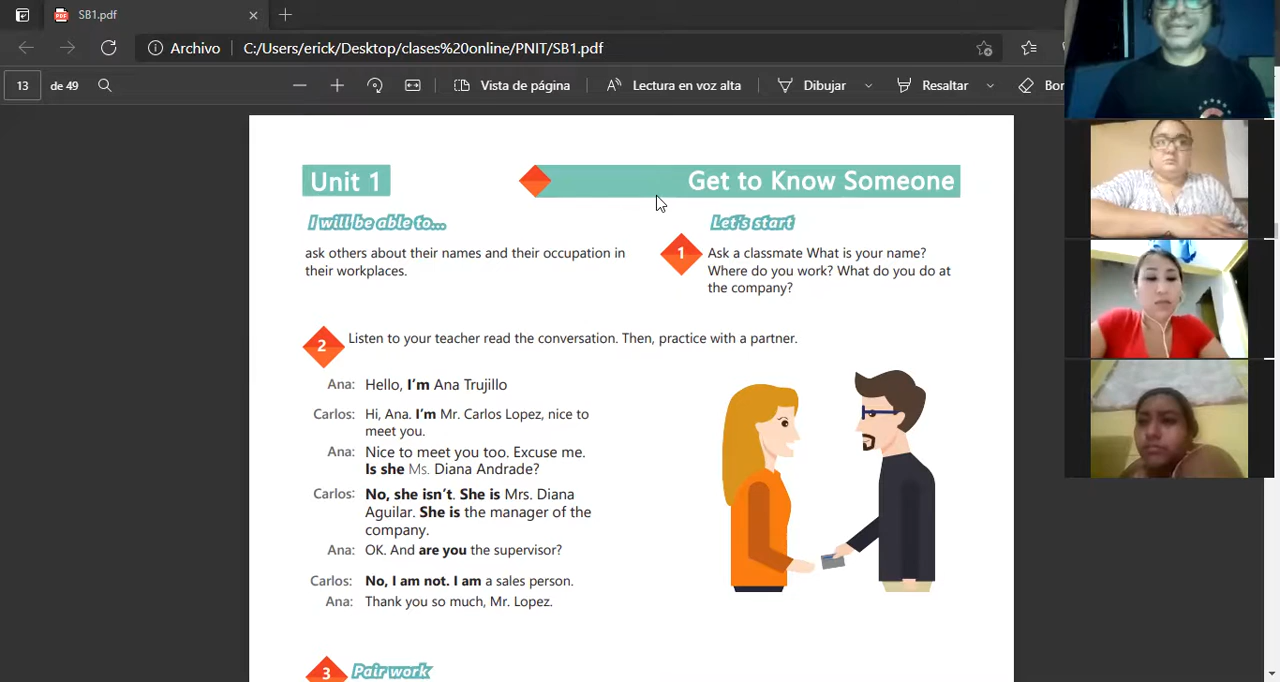 SB1.pdf
Archivo C:/Users/erick/Desktop/clases%20online/PNIT/SB1.pdf
13 de 49 Vista de página Lectura en voz alta Dibujar Resaltar Bor
Unit 1
Get to Know Someone
I will be able to...
ask others about their names and their occupation in
their workplaces.
Let's start
1 Ask a classmate What is your name?
Where do you work? What do you do at
the company?
2 Listen to your teacher read the conversation. Then, practice with a partner.
Ana: Hello, I'm Ana Trujillo
Carlos: Hi, Ana. I'm Mr. Carlos Lopez, nice to
meet you.
Ana: Nice to meet you too. Excuse me.
Is she Ms. Diana Andrade?
Carlos: No, she isn't. She is Mrs. Diana
Aguilar. She is the manager of the
company.
Ana: OK. And are you the supervisor?
Carlos: No, I am not. I am a sales person.
Ana: Thank you so much, Mr. Lopez.
3 Pair work